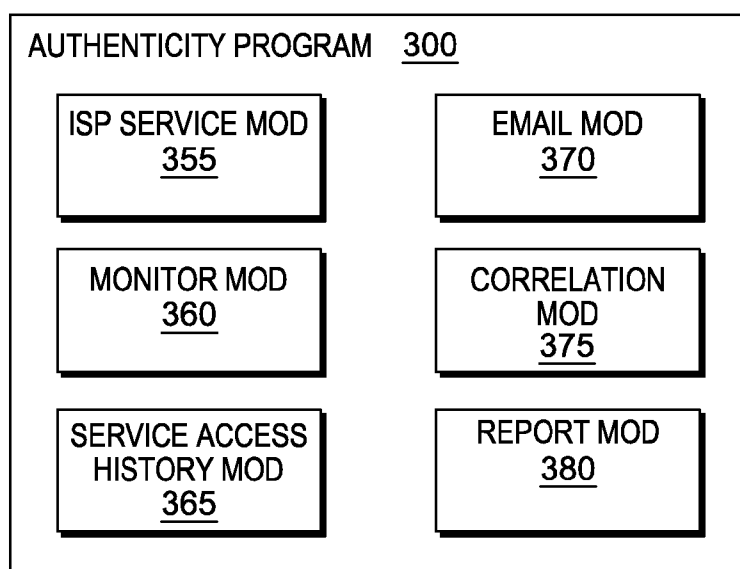 AUTHENTICITY PROGRAM 300
ISP SERVICE MOD
355
EMAIL MOD
370
MONITOR MOD
360
CORRELATION
MOD
375
SERVICE ACCESS
HISTORY MOD
365
REPORT MOD
380